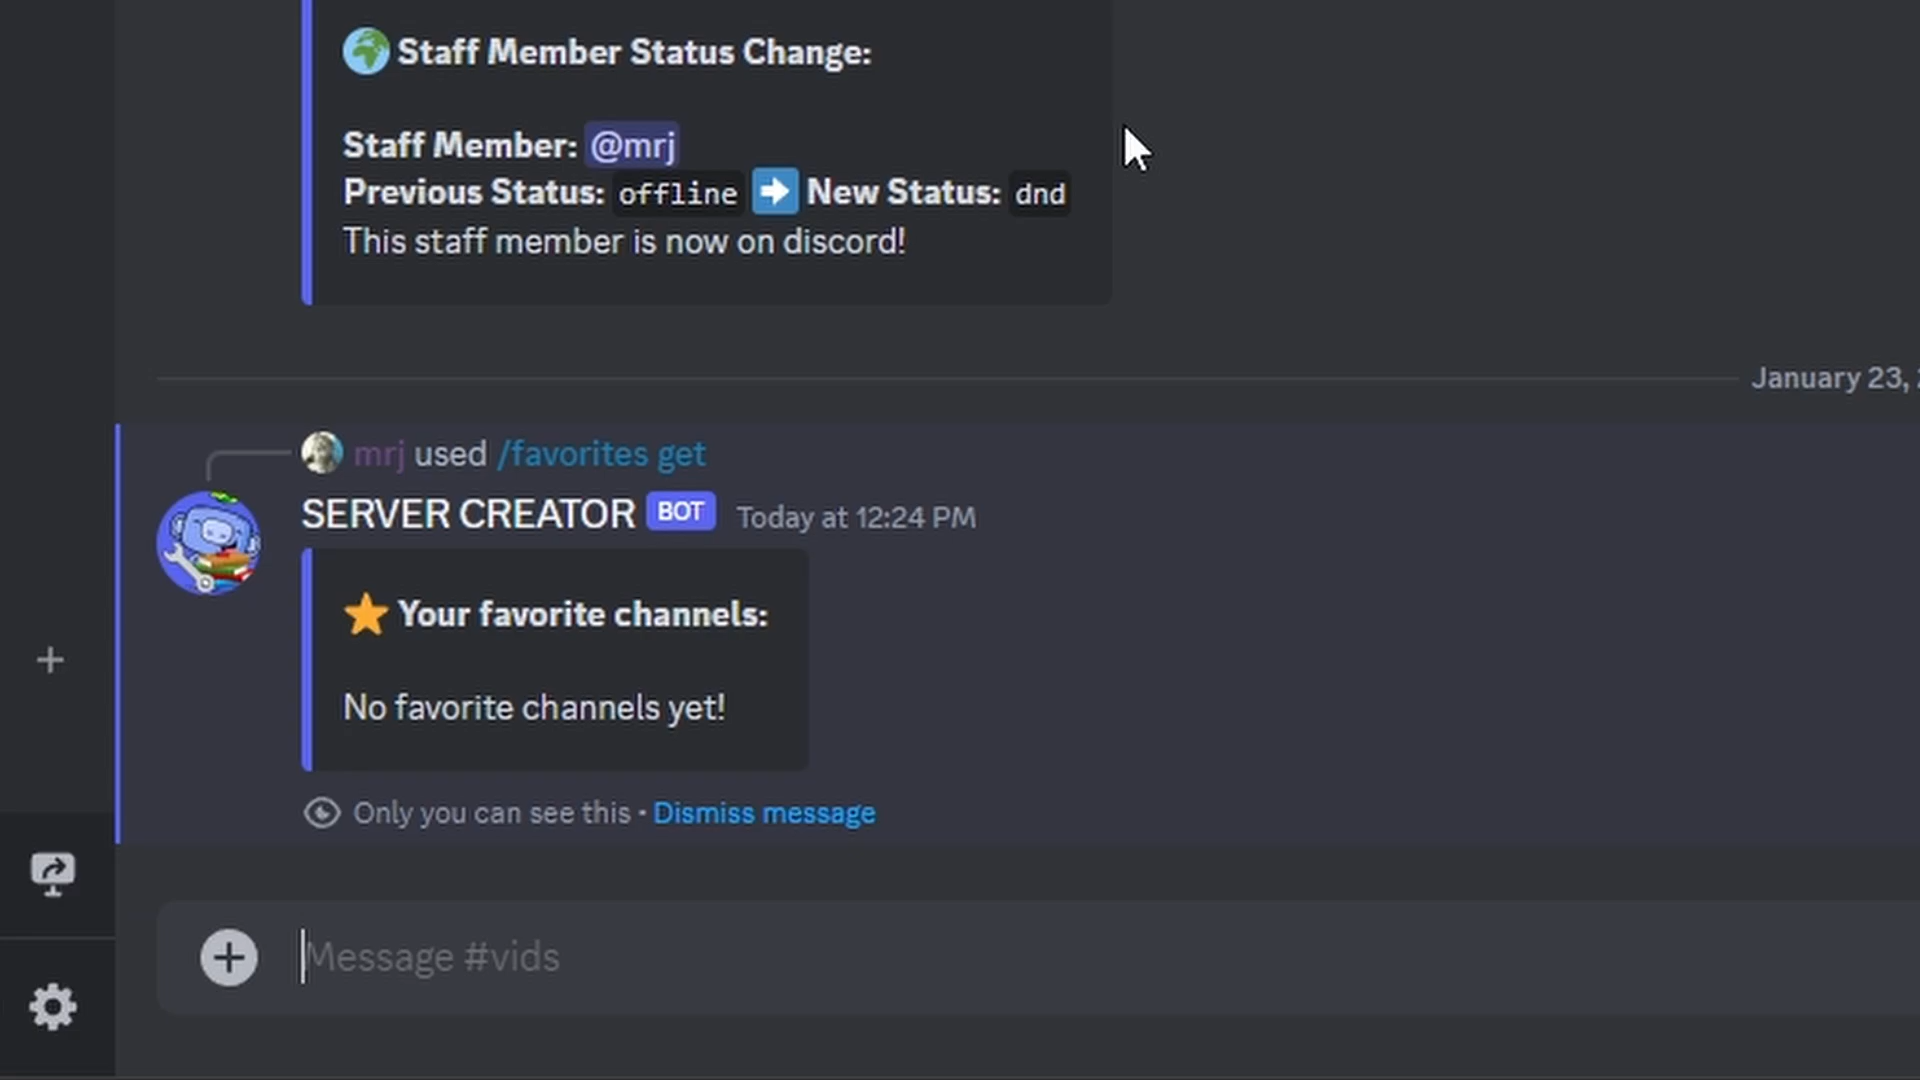 Staff Member Status Change:
Staff Member: @mrj
Previous Status: offline ➡ New Status: dnd
This staff member is now on discord!
January 23,
mrj used /favorites get
SERVER CREATOR BOT Today at 12:24 PM
Your favorite channels:
No favorite channels yet!
Only you can see this • Dismiss message
Message #vids